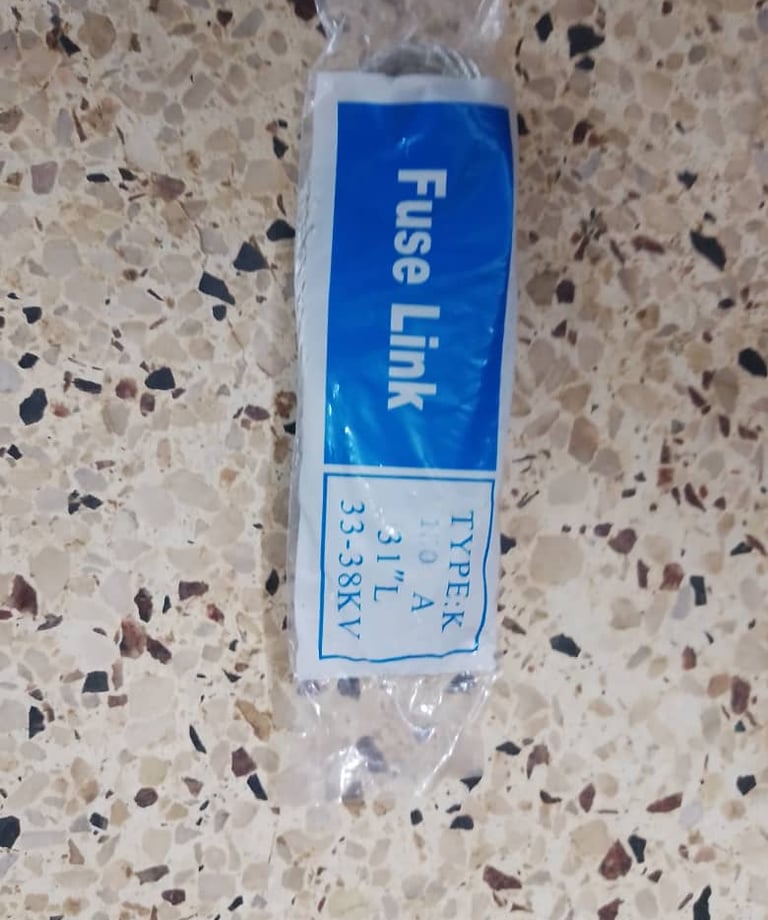 Fuse Link
TYPE:K
A
31"L
33-38KV